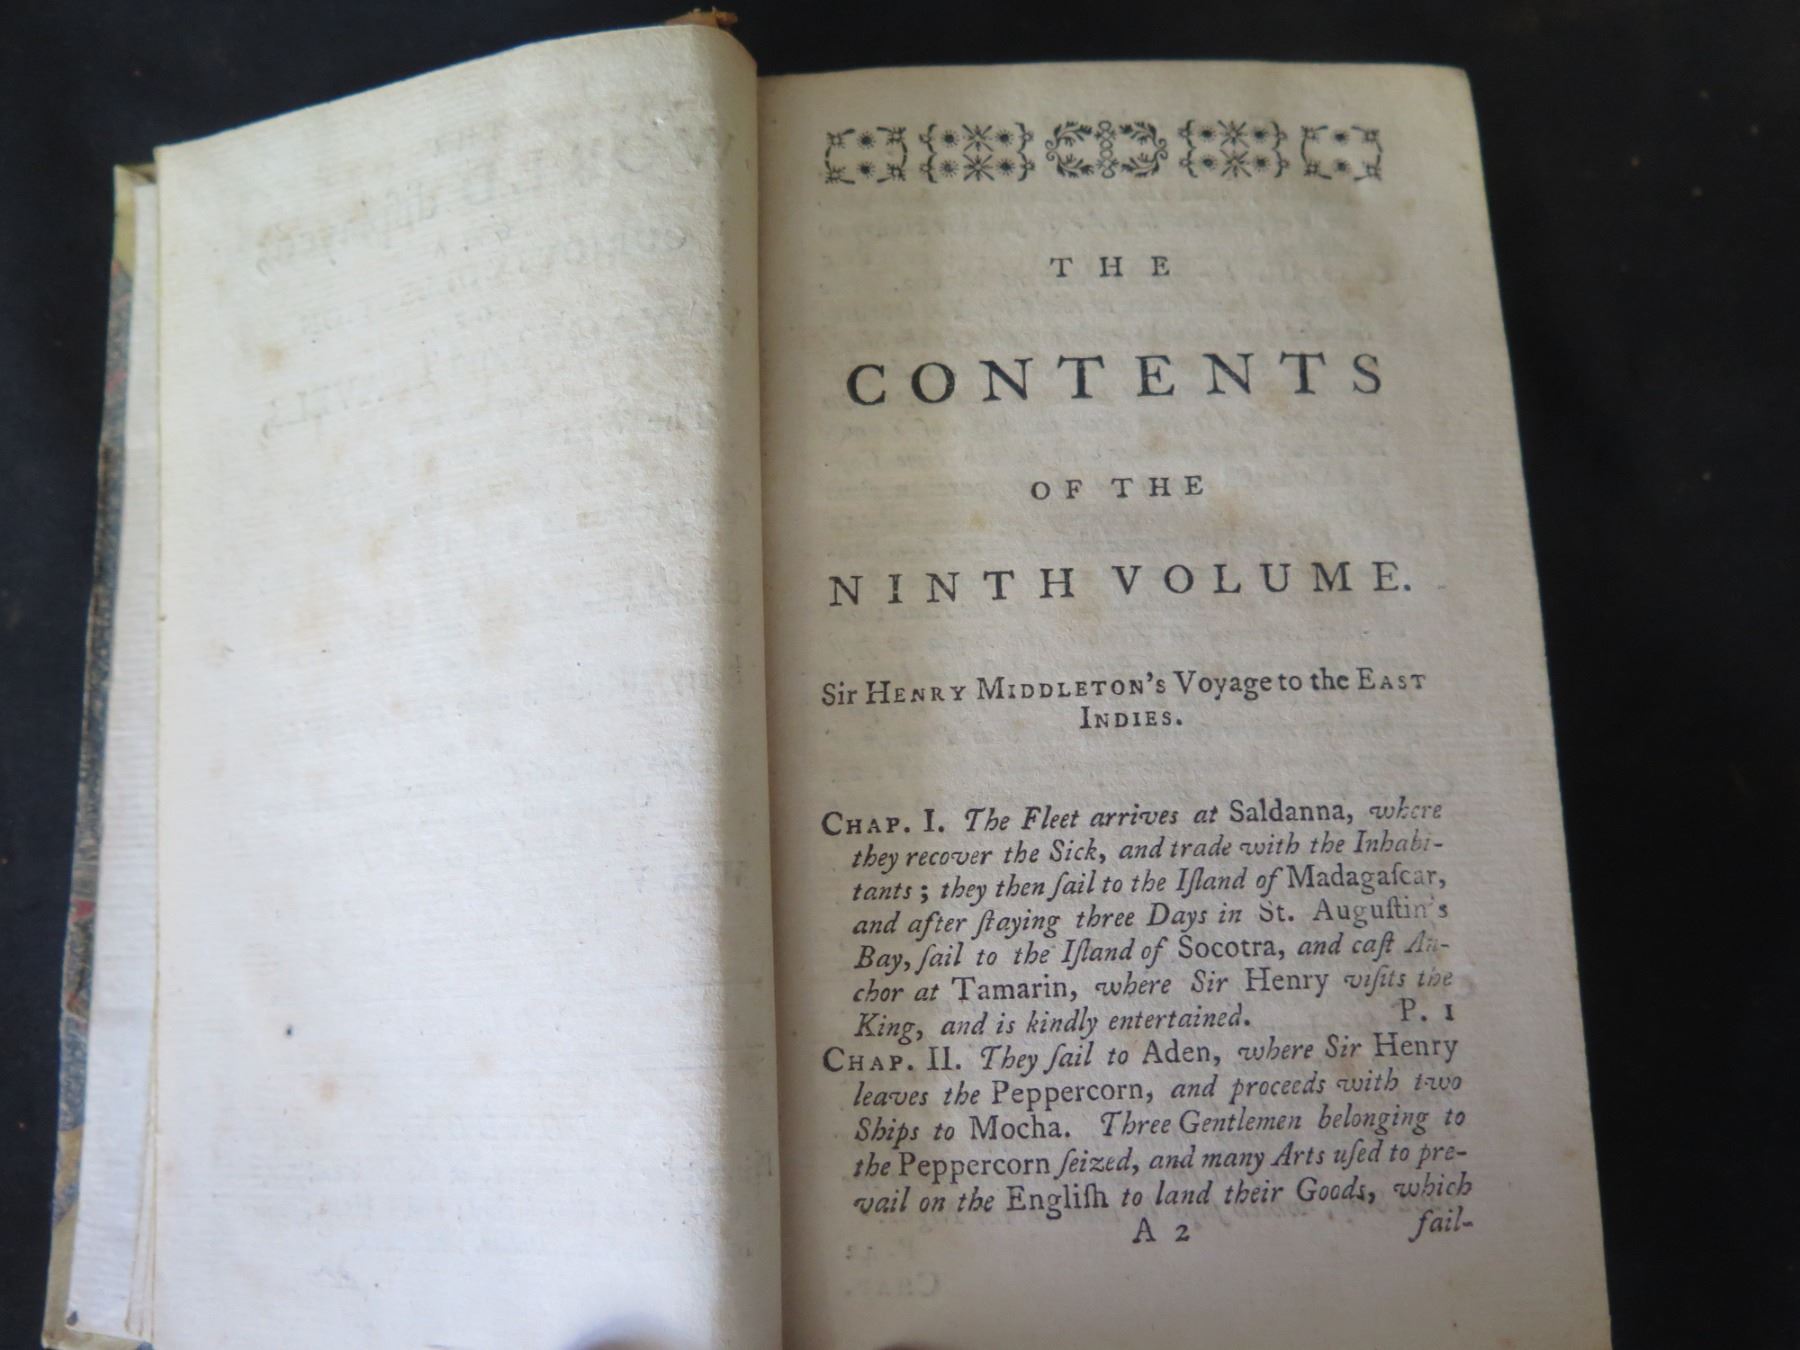 THE
CONTENTS
OF THE
NINTH VOLUME.
Sir HENRY MIDDLETON's Voyage to the EAST
INDIES.
CHAP. I. The Fleet arrives at Saldanna, where
they recover the Sick, and trade with the Inhabi-
tants; they then ſail to the Iſland of Madagaſcar,
and after ſtaying three Days in St. Auguſtin's
Bay, ſail to the Iſland of Socotra, and caſt An-
chor at Tamarin, where Sir Henry viſits the
King, and is kindly entertained. P. 1
CHAP. II. They ſail to Aden, where Sir Henry
leaves the Peppercorn, and proceeds with two
Ships to Mocha. Three Gentlemen belonging to
the Peppercorn ſeized, and many Arts uſed to pre-
vail on the Engliſh to land their Goods, which
A 2 fail-